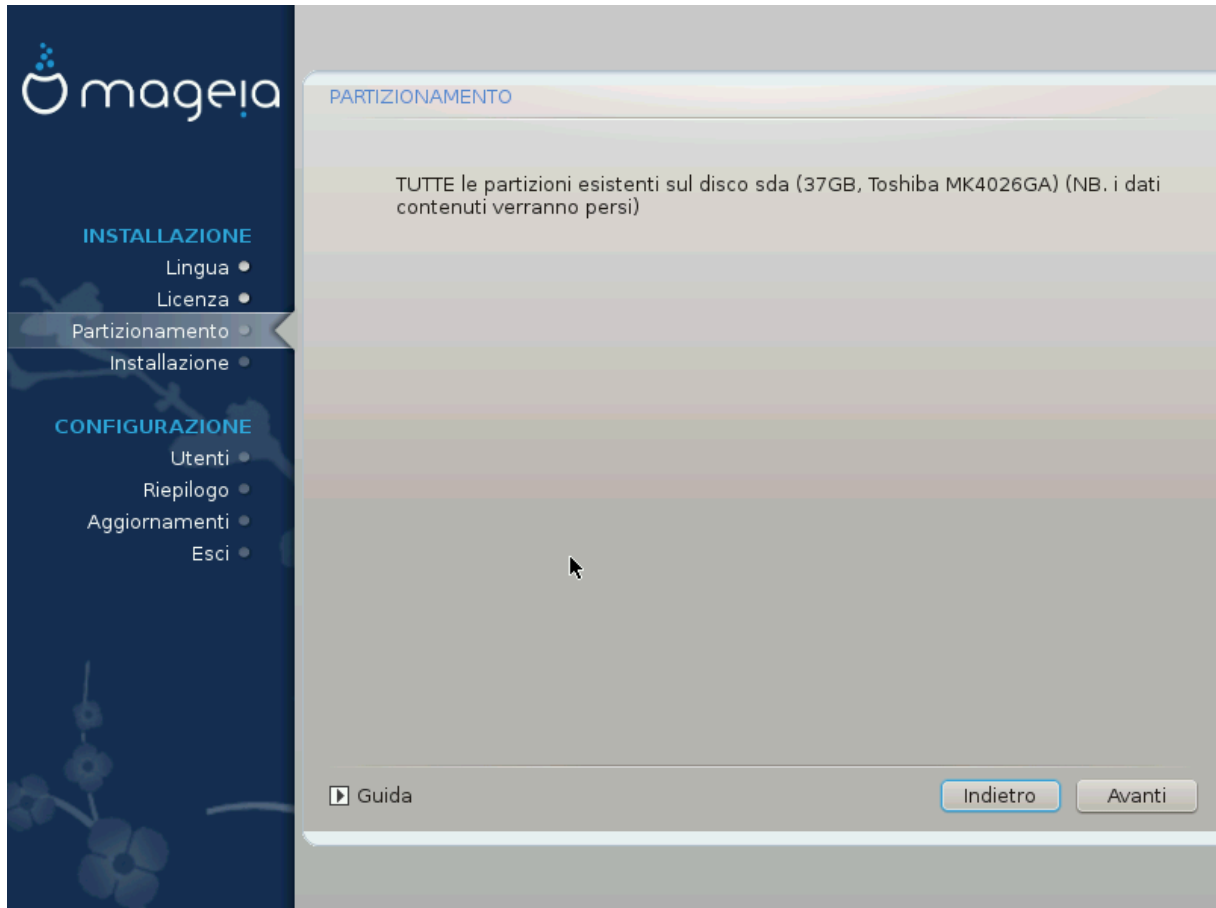 mageia
PARTIZIONAMENTO
TUTTE le partizioni esistenti sul disco sda (37GB, Toshiba MK4026GA) (NB. i dati
contenuti verranno persi)
INSTALLAZIONE
Lingua
Licenza
Partizionamento
Installazione
CONFIGURAZIONE
Utenti
Riepilogo
Aggiornamenti
Esci
Guida
Indietro
Avanti